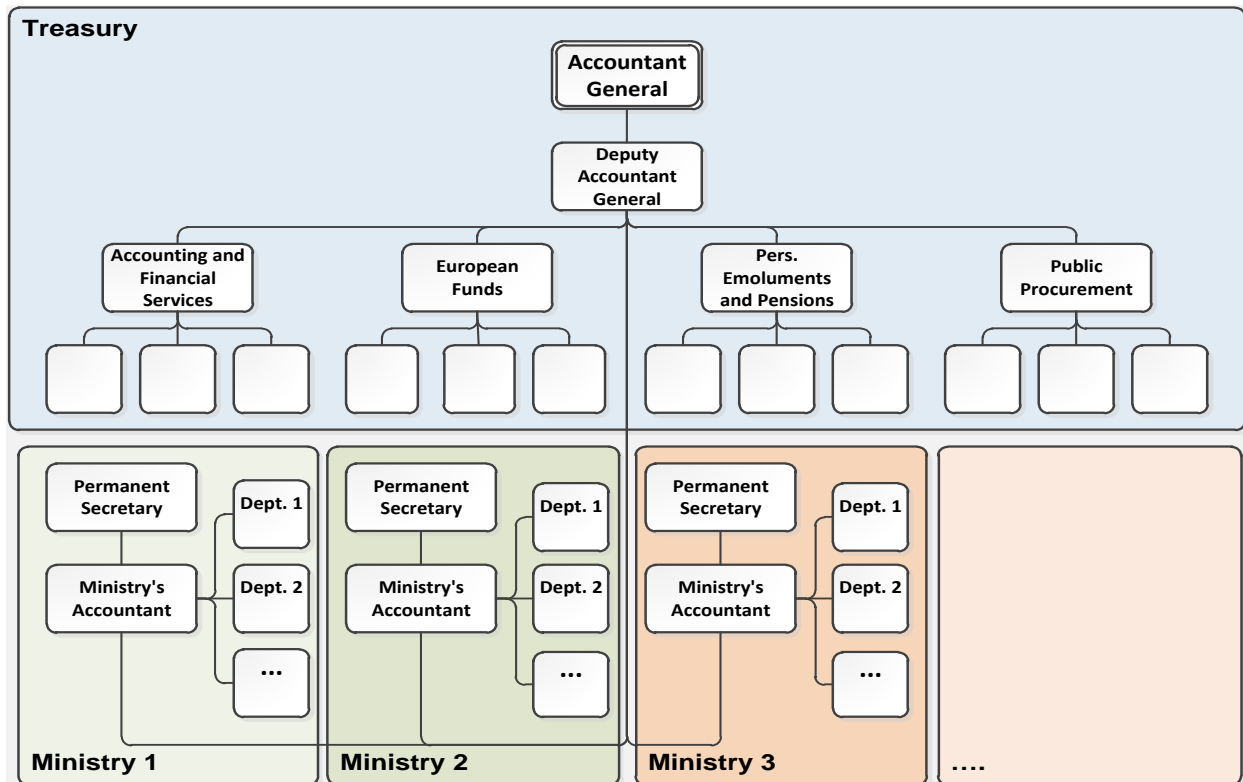 Treasury
Accountant
General
Deputy
Accountant
General
Accounting and
Financial
Services
European
Funds
Pers.
Emoluments
and Pensions
Public
Procurement
Permanent
Secretary
Dept. 1
Ministry's
Accountant
Dept. 2
...
Ministry 1
Permanent
Secretary
Dept. 1
Ministry's
Accountant
Dept. 2
...
Ministry 2
Permanent
Secretary
Dept. 1
Ministry's
Accountant
Dept. 2
...
Ministry 3
....